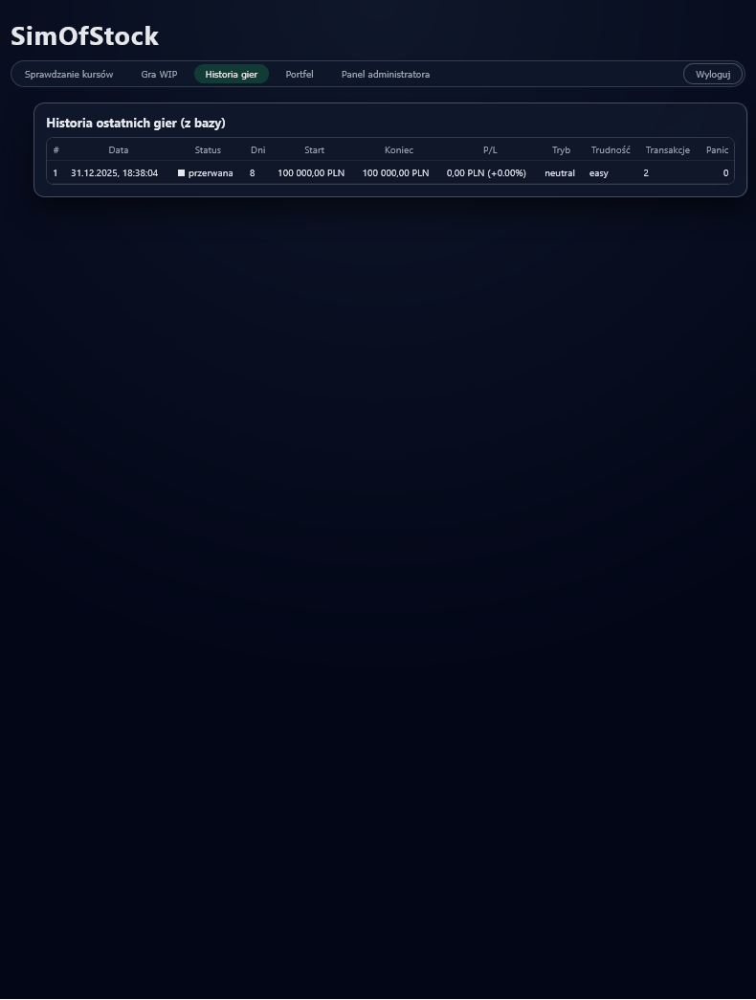 SimOfStock
Sprawdzanie kursów Gra WIP Historia gier Portfel Panel administratora Wyloguj
Historia ostatnich gier (z bazy)
# Data Status Dni Start Koniec P/L Tryb Trudność Transakcje Panic
1 31.12.2025, 18:38:04 przerwana 8 100 000,00 PLN 100 000,00 PLN 0,00 PLN (+0.00%) neutral easy 2 0